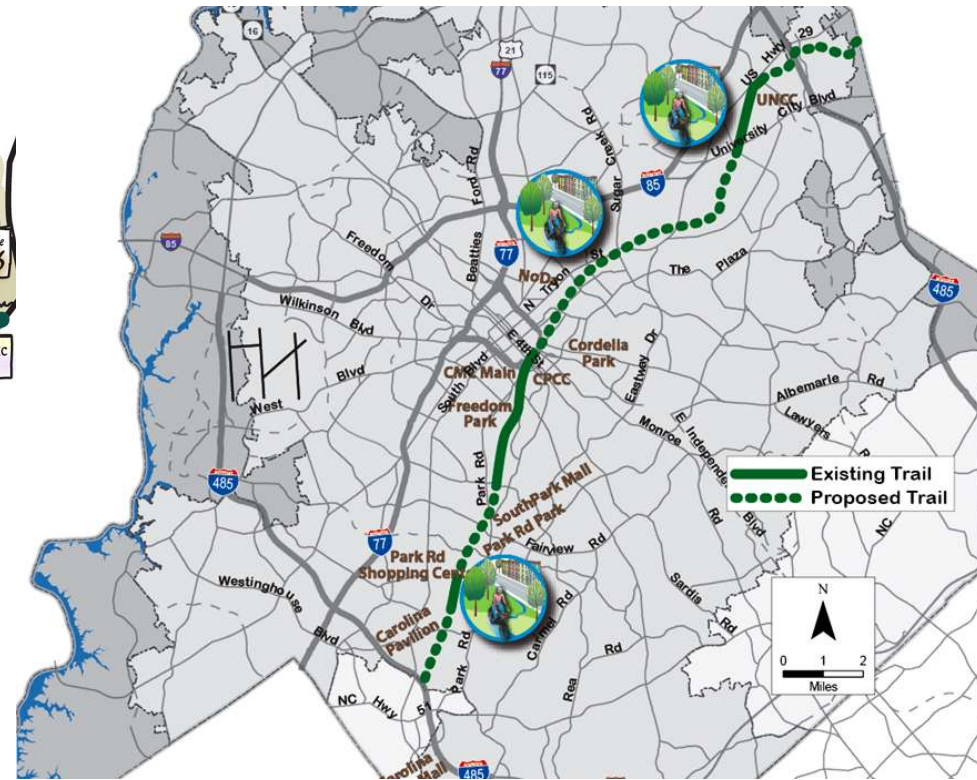 16
77
21
115
US Hwy 29
UNCC
University City Blvd
Sugar Creek Rd
85
Beatties Ford Rd
85
Freedom Dr
77
NoDa
N Tryon St
The Plaza
485
Wilkinson Blvd
E 4th St
Cordelia
Park
Eastway Dr
South Blvd
CMC Main
CPCC
West Blvd
Freedom
Park
Albemarle Rd
Lawyers
Monroe Rd
E Independence Blvd
Existing Trail
Proposed Trail
485
Park Rd
SouthPark Mall
Park Rd Park
NC
77
Fairview Rd
Park Rd
Shopping Cent
Sardis Rd
Westinghouse Blvd
Carolina
Pavilion
Park Rd
Carmel Rd
Rea Rd
N
0 1 2
Miles
NC Hwy 51
485